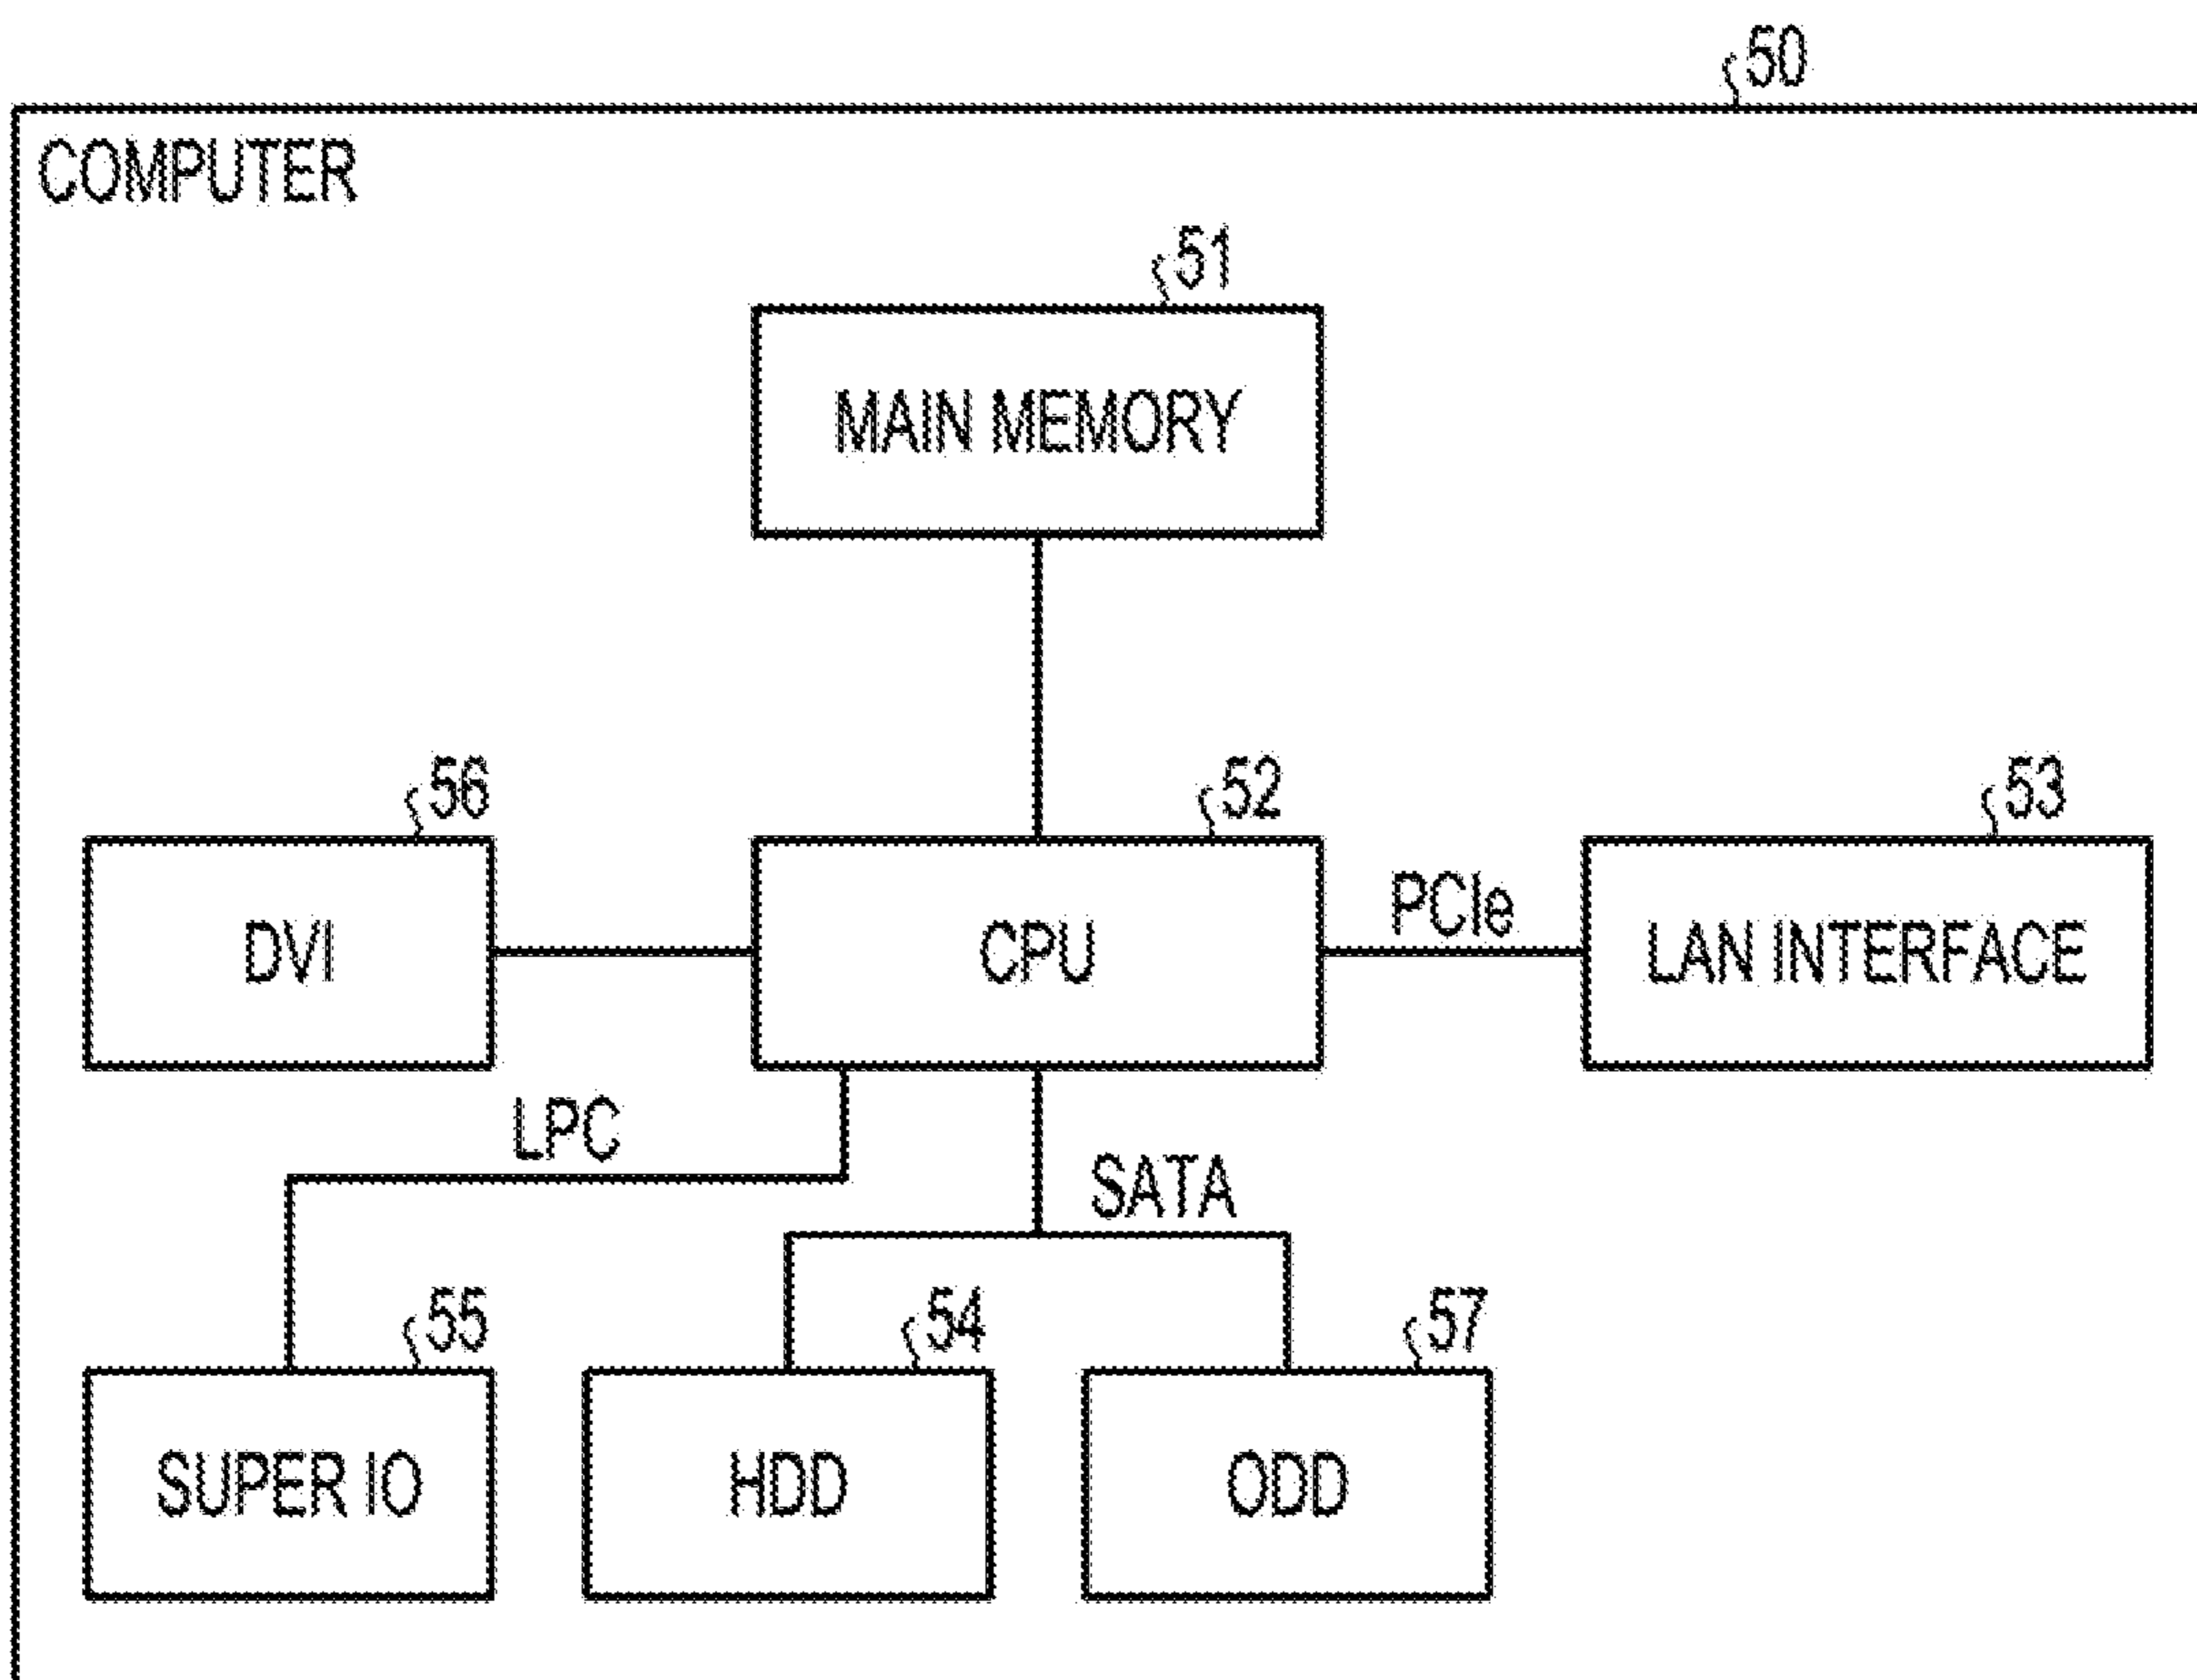 50
COMPUTER
51
MAIN MEMORY
56
52
53
DVI
CPU
PCIe
LAN INTERFACE
LPC
SATA
55
54
57
SUPER IO
HDD
ODD